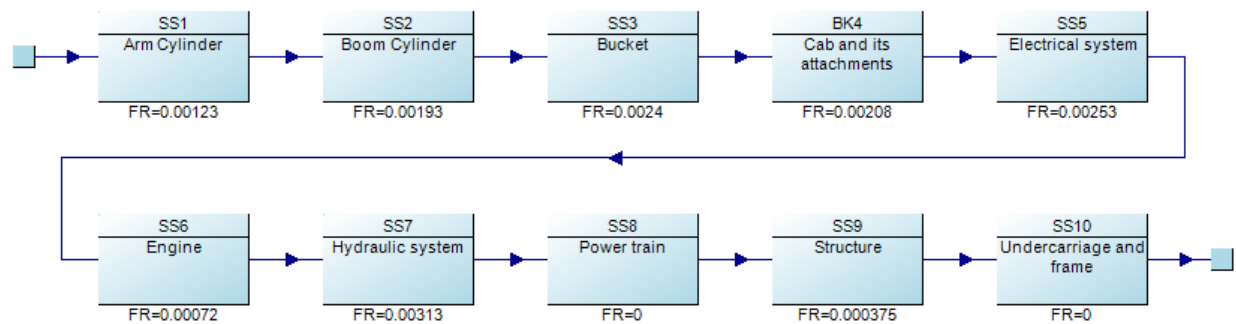 SS1
Arm Cylinder
FR=0.00123
SS2
Boom Cylinder
FR=0.00193
SS3
Bucket
FR=0.0024
BK4
Cab and its
attachments
FR=0.00208
SS5
Electrical system
FR=0.00253
SS6
Engine
FR=0.00072
SS7
Hydraulic system
FR=0.00313
SS8
Power train
FR=0
SS9
Structure
FR=0.000375
SS10
Undercarriage and
frame
FR=0